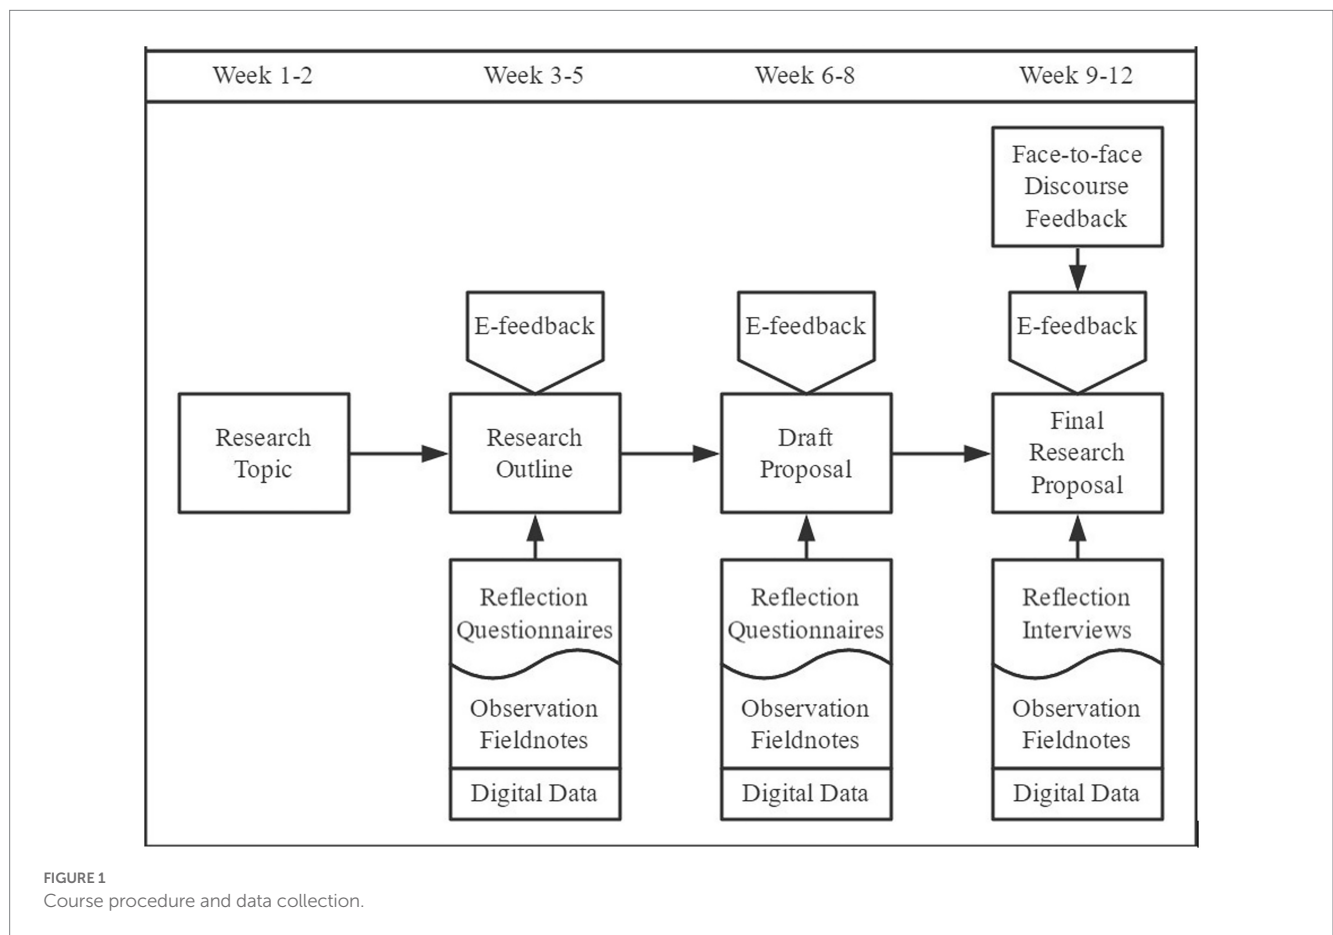 Week 1-2
Week 3-5
Week 6-8
Week 9-12
Face-to-face
Discourse
Feedback
E-feedback
E-feedback
E-feedback
Research
Topic
Research
Outline
Draft
Proposal
Final
Research
Proposal
Reflection
Questionnaires
Observation
Fieldnotes
Digital Data
Reflection
Questionnaires
Observation
Fieldnotes
Digital Data
Reflection
Interviews
Observation
Fieldnotes
Digital Data
FIGURE 1
Course procedure and data collection.